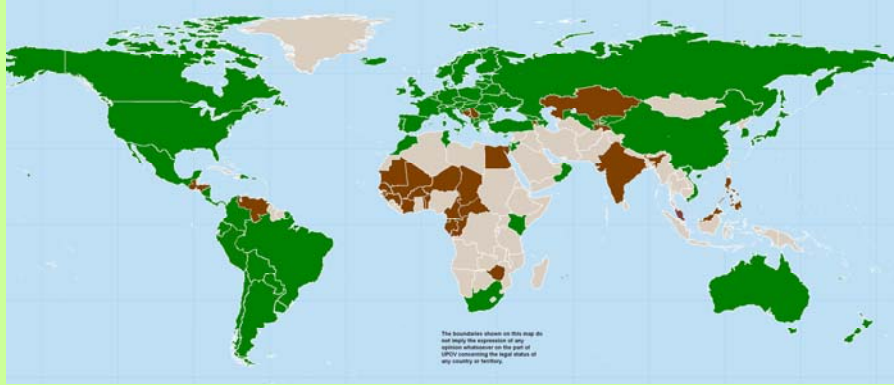 The boundaries shown on this map do
not imply the expression of any
opinion whatsoever on the part of
UPOV concerning the legal status of
any country or territory.